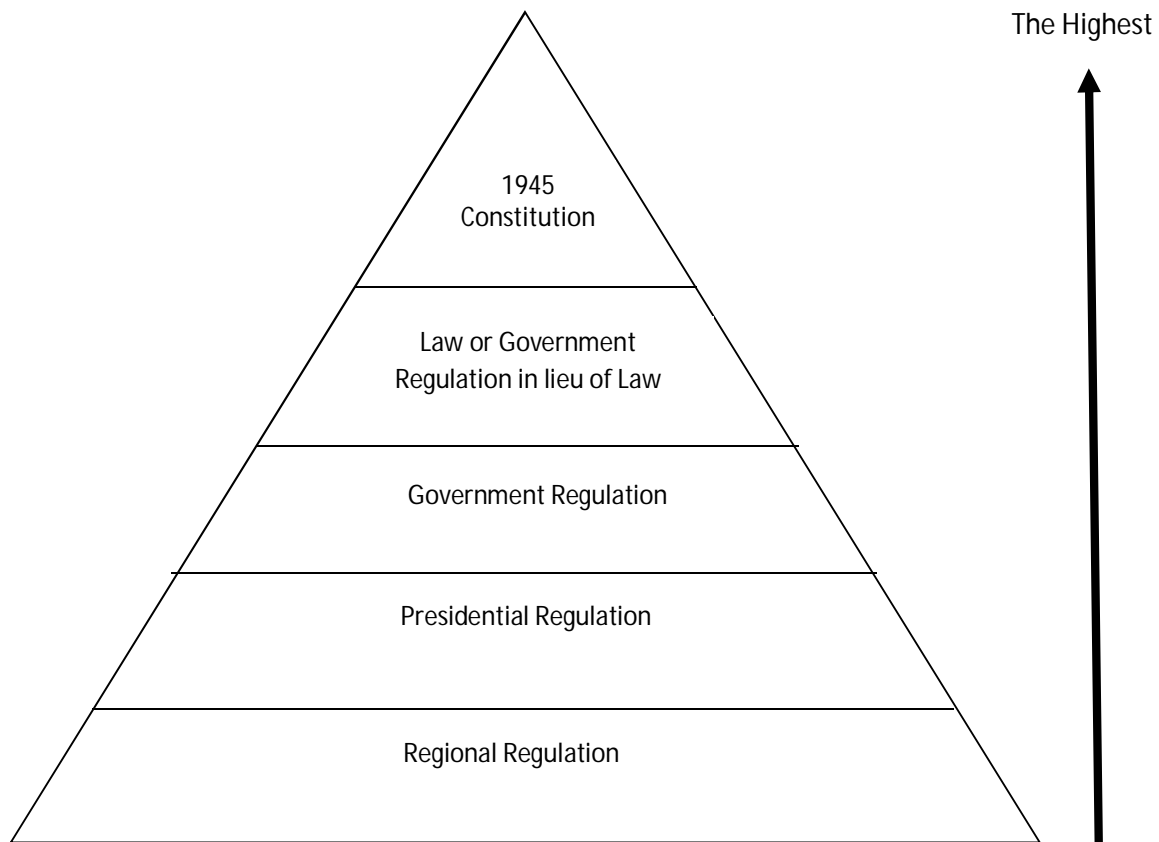 The Highest
1945
Constitution
Law or Government
Regulation in lieu of Law
Government Regulation
Presidential Regulation
Regional Regulation